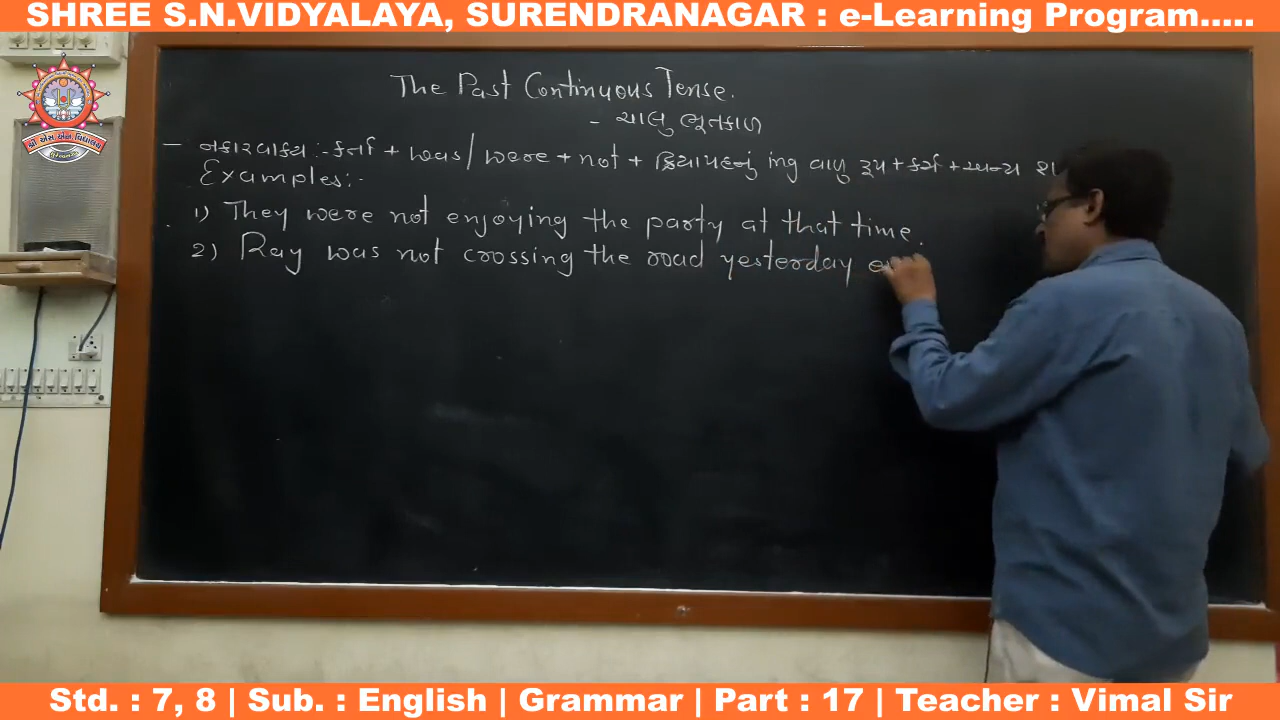 SHREE S.N.VIDYALAYA, SURENDRANAGAR : e-Learning Program.....
The Past Continuous Tense.
- ચાલુ ભૂતકાળ
- નકાર વાક્ય :- કર્તા + was / were + not + ક્રિયાપદનું ing વાળુ રૂપ + કર્મ + અન્ય
Examples:-
1) They were not enjoying the party at that time.
2) Ray was not crossing the road yesterday
Std. : 7, 8 | Sub. : English | Grammar | Part : 17 | Teacher : Vimal Sir